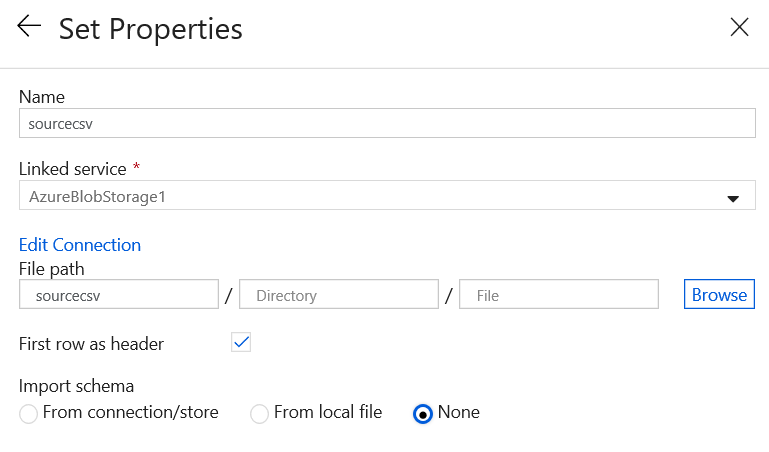 Set Properties
Name
sourcecsv
Linked service *
AzureBlobStorage1
Edit Connection
File path
sourcecsv / Directory / File Browse
First row as header
Import schema
From connection/store From local file None